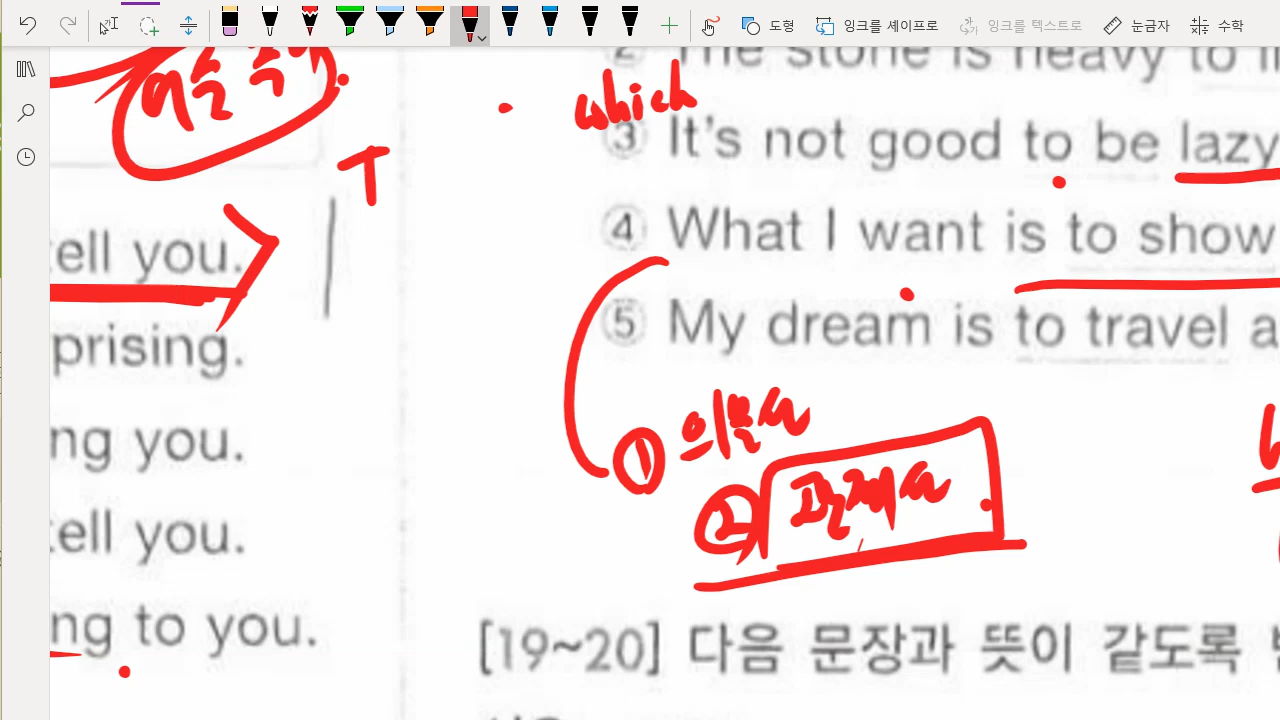 도형 잉크를 셰이프로 잉크를 텍스트로 눈금자 수학
② The stone is heavy to
which
③ It's not good to be lazy
T
④ What I want is to show
tell you.
⑤ My dream is to travel a
prising.
① 의문사
ng you.
② 관계사
tell you.
ng to you.
[19~20] 다음 문장과 뜻이 같도록